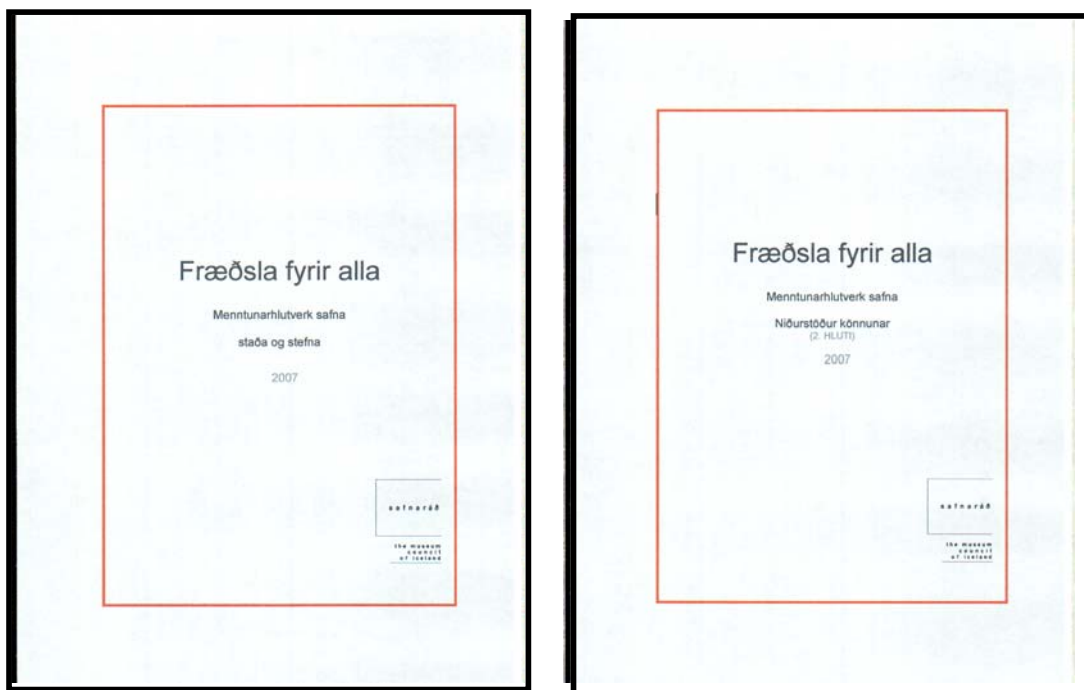 Fræðsla fyrir alla
Menntunarhlutverk safna
staða og stefna
2007
safnaráð
the museum
council
of iceland
Fræðsla fyrir alla
Menntunarhlutverk safna
Niðurstöður könnunar
(2. HLUTI)
2007
safnaráð
the museum
council
of iceland